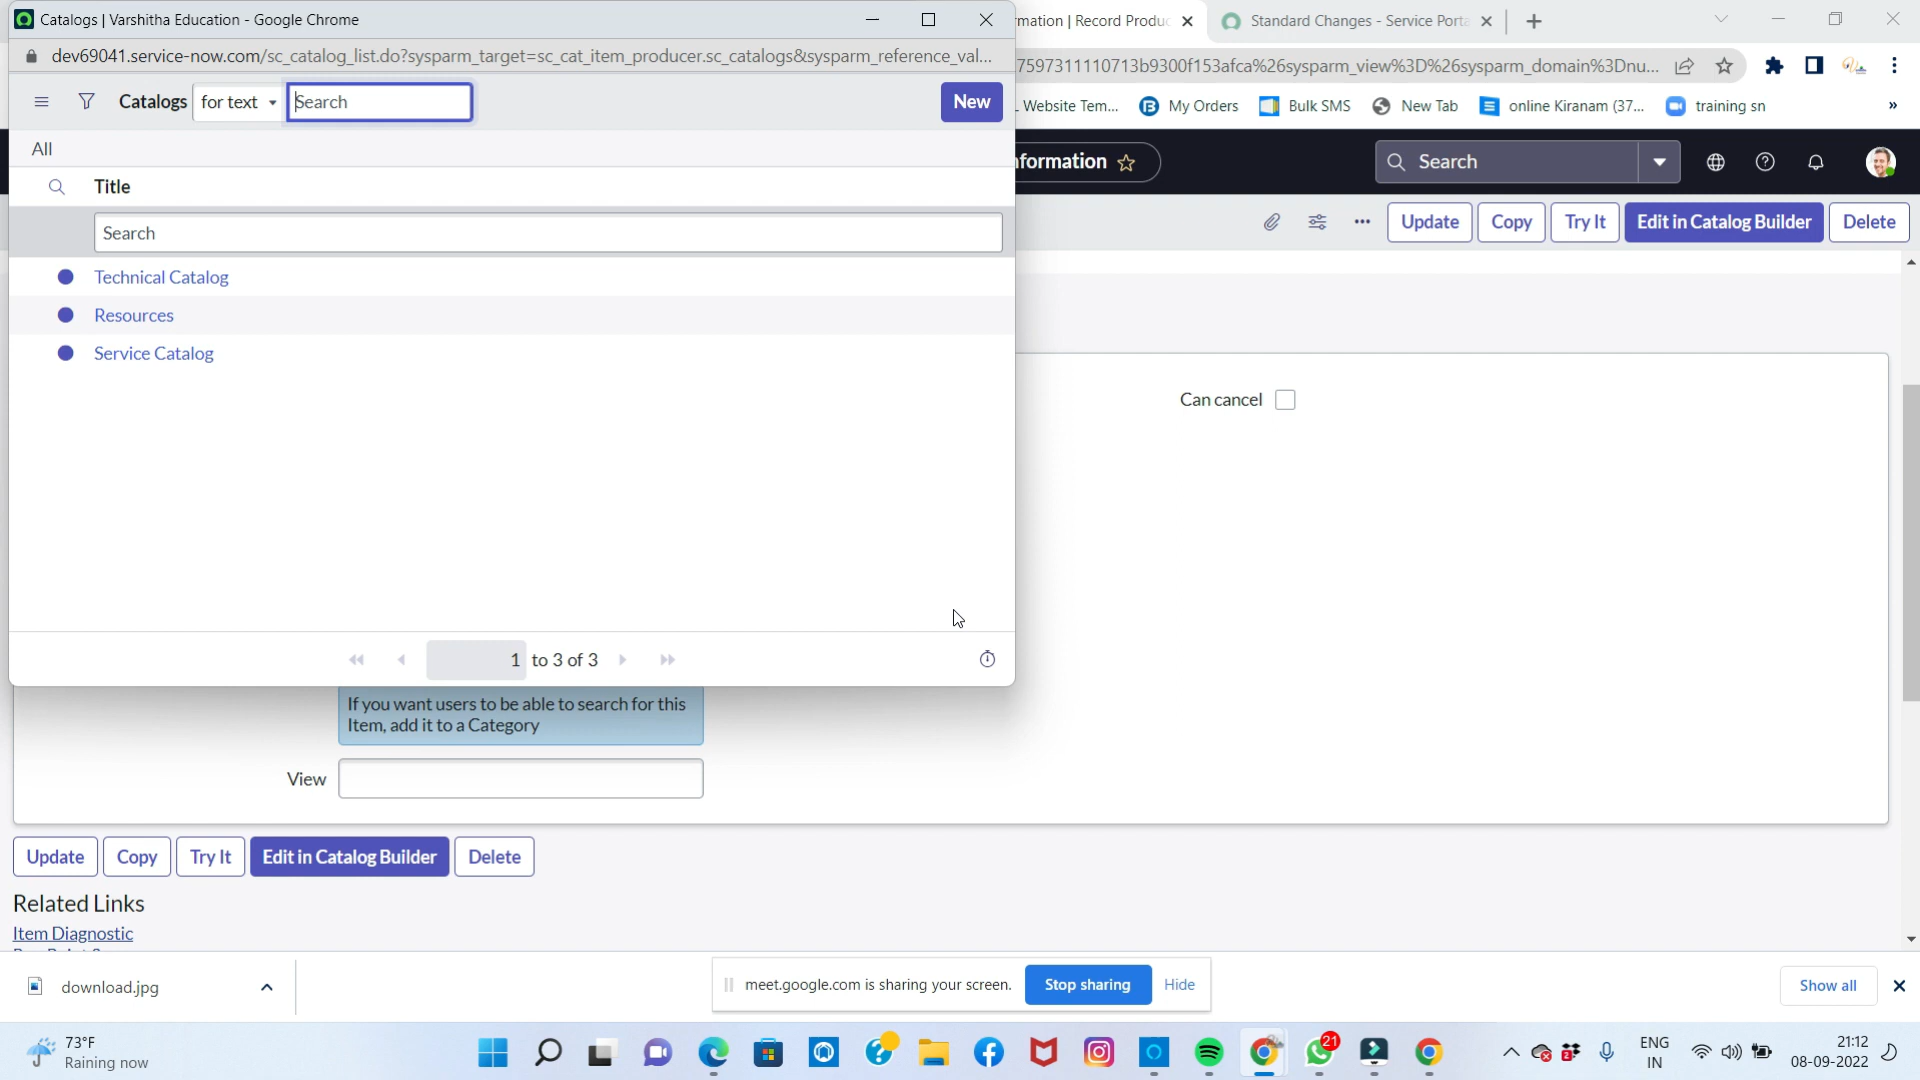 Catalogs | Varshitha Education - Google Chrome
rmation | Record Produc
Standard Changes - Service Porta
dev69041.service-now.com/sc_catalog_list.do?sysparm_target=sc_cat_item_producer.sc_catalogs&sysparm_reference_val...
7597311110713b9300f153afca%26sysparm_view%3D%26sysparm_domain%3Dnu...
Catalogs for text Search New
Website Tem... My Orders Bulk SMS New Tab online Kiranam (37... training sn »
All
nformation Search
Title
Search
Update Copy Try It Edit in Catalog Builder Delete
Technical Catalog
Resources
Service Catalog
Can cancel
1 to 3 of 3
If you want users to be able to search for this
Item, add it to a Category
View
Update Copy Try It Edit in Catalog Builder Delete
Related Links
Item Diagnostic
download.jpg
meet.google.com is sharing your screen. Stop sharing Hide
Show all
73°F
Raining now
21
ENG
IN
21:12
08-09-2022